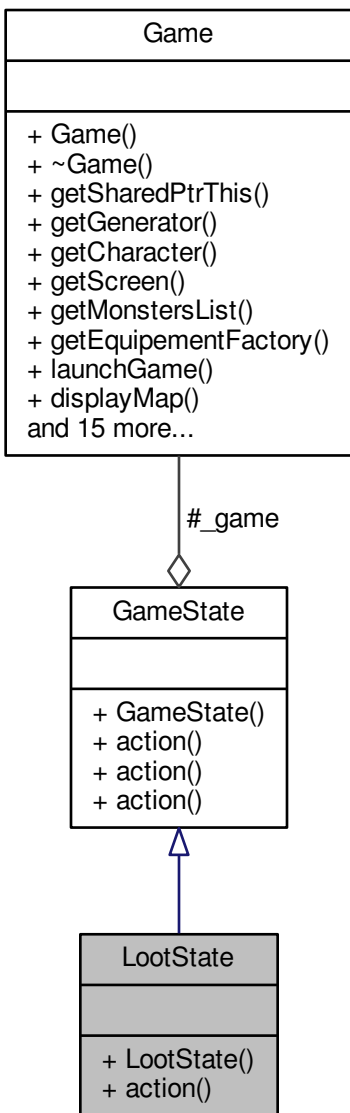 Game
+ Game()
+ ~Game()
+ getSharedPtrThis()
+ getGenerator()
+ getCharacter()
+ getScreen()
+ getMonstersList()
+ getEquipementFactory()
+ launchGame()
+ displayMap()
and 15 more...
#_game
GameState
+ GameState()
+ action()
+ action()
+ action()
LootState
+ LootState()
+ action()